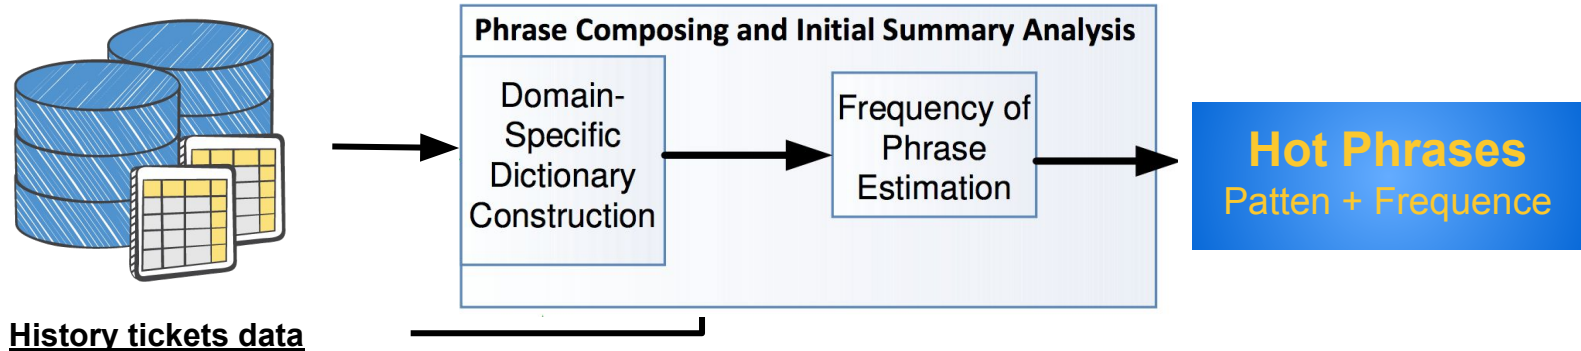 Phrase Composing and Initial Summary Analysis
Domain-
Specific
Dictionary
Construction
Frequency of
Phrase
Estimation
Hot Phrases
Patten + Frequence
History tickets data